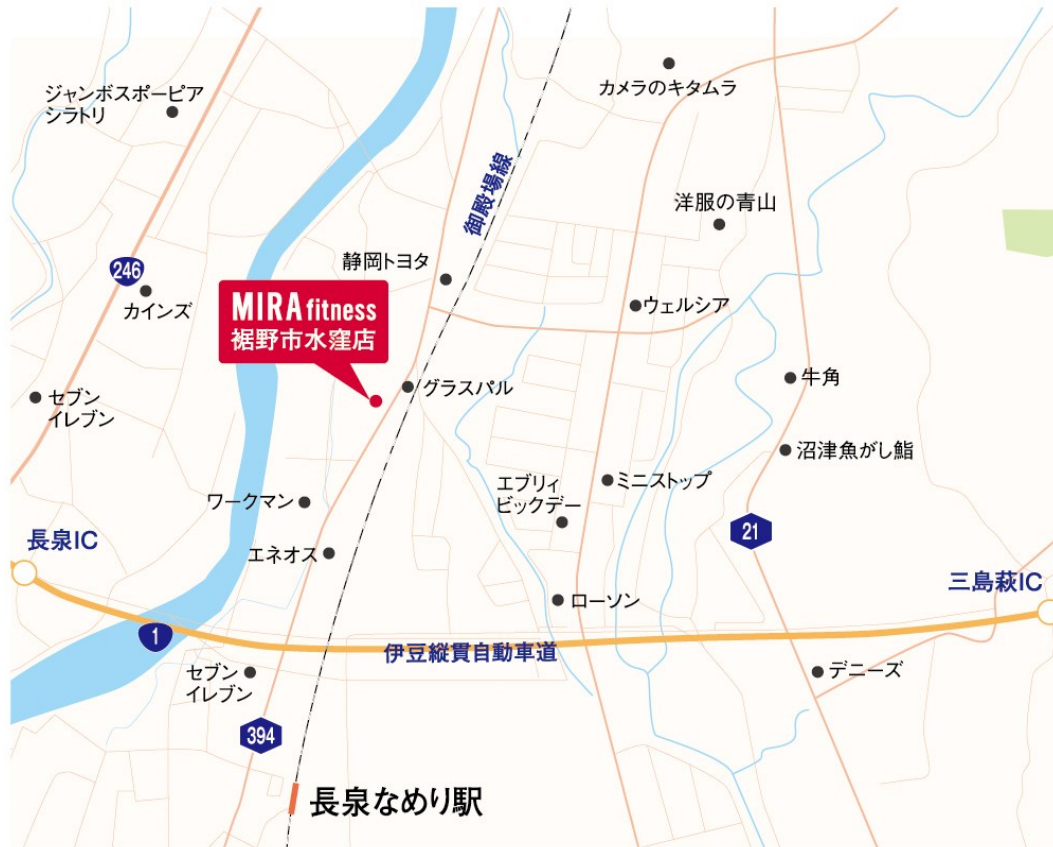 カメラのキタムラ
ジャンボスポーピア
シラトリ
御殿場線
洋服の青山
静岡トヨタ
246
カインズ
MIRA fitness
裾野市水窪店
ウェルシア
牛角
グラスパル
セブン
イレブン
沼津魚がし鮨
エブリィ
ビックデー
ミニストップ
ワークマン
21
長泉IC
エネオス
三島萩IC
ローソン
1
伊豆縦貫自動車道
セブン
イレブン
デニーズ
394
長泉なめり駅